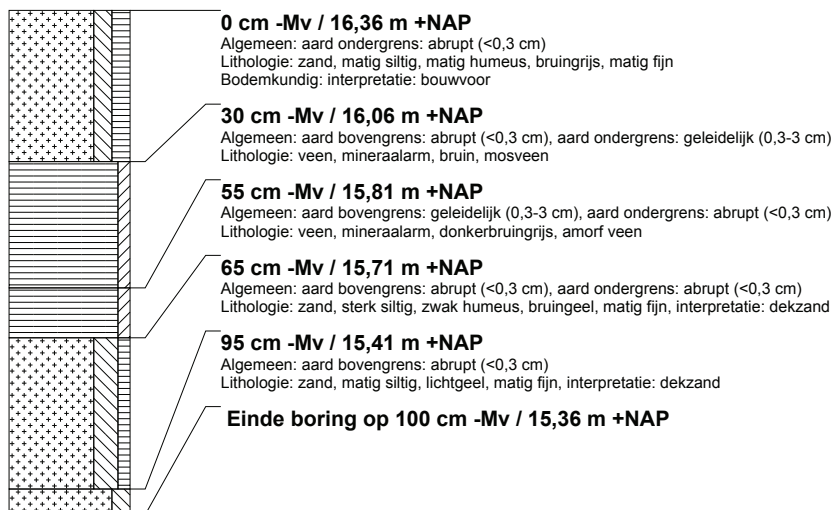 0 cm -Mv / 16,36 m +NAP
Algemeen: aard ondergrens: abrupt (<0,3 cm)
Lithologie: zand, matig siltig, matig humeus, bruingrijs, matig fijn
Bodemkundig: interpretatie: bouwvoor
30 cm -Mv / 16,06 m +NAP
Algemeen: aard bovengrens: abrupt (<0,3 cm), aard ondergrens: geleidelijk (0,3-3 cm)
Lithologie: veen, mineraalarm, bruin, mosveen
55 cm -Mv / 15,81 m +NAP
Algemeen: aard bovengrens: geleidelijk (0,3-3 cm), aard ondergrens: abrupt (<0,3 cm)
Lithologie: veen, mineraalarm, donkerbruingrijs, amorf veen
65 cm -Mv / 15,71 m +NAP
Algemeen: aard bovengrens: abrupt (<0,3 cm), aard ondergrens: abrupt (<0,3 cm)
Lithologie: zand, sterk siltig, zwak humeus, bruingeel, matig fijn, interpretatie: dekzand
95 cm -Mv / 15,41 m +NAP
Algemeen: aard bovengrens: abrupt (<0,3 cm)
Lithologie: zand, matig siltig, lichtgeel, matig fijn, interpretatie: dekzand
Einde boring op 100 cm -Mv / 15,36 m +NAP